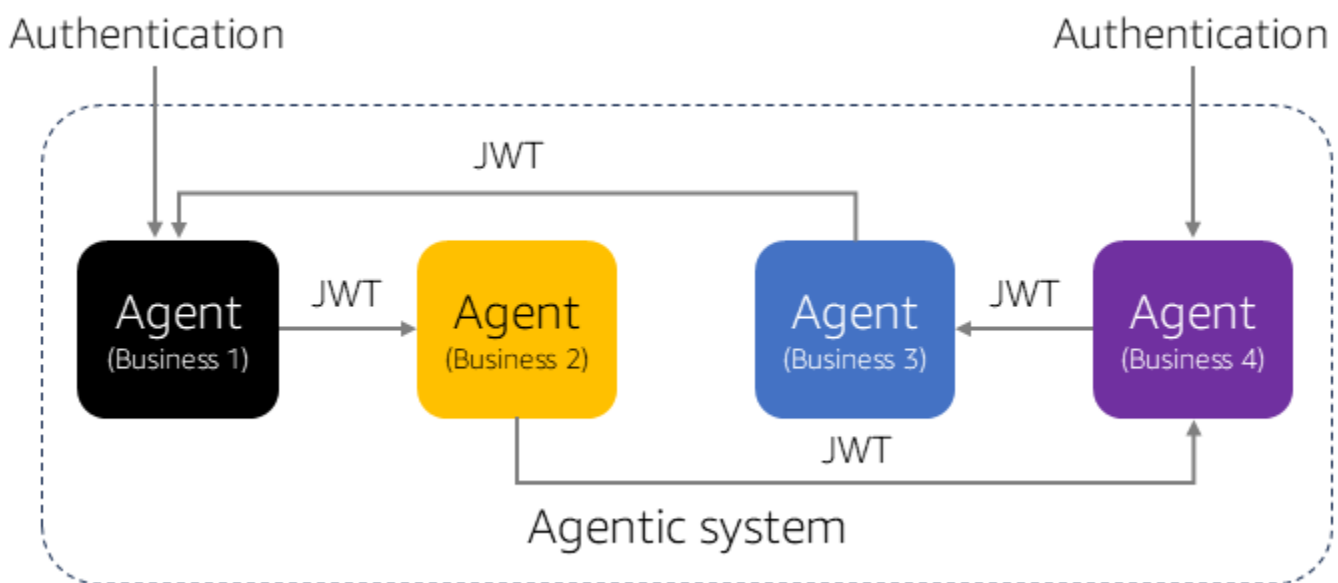 Authentication
Authentication
JWT
Agent
(Business 1)
JWT
Agent
(Business 2)
Agent
(Business 3)
JWT
Agent
(Business 4)
JWT
Agentic system